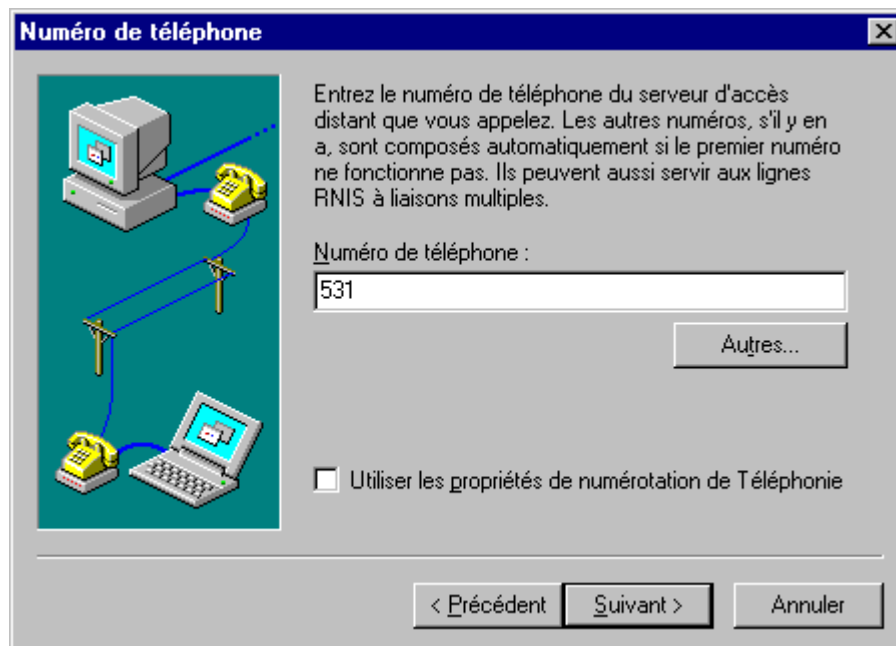 Numéro de téléphone
Entrez le numéro de téléphone du serveur d'accès
distant que vous appelez. Les autres numéros, s'il y en
a, sont composés automatiquement si le premier numéro
ne fonctionne pas. Ils peuvent aussi servir aux lignes
RNIS à liaisons multiples.
Numéro de téléphone :
531
Autres...
Utiliser les propriétés de numérotation de Téléphonie
< Précédent
Suivant >
Annuler